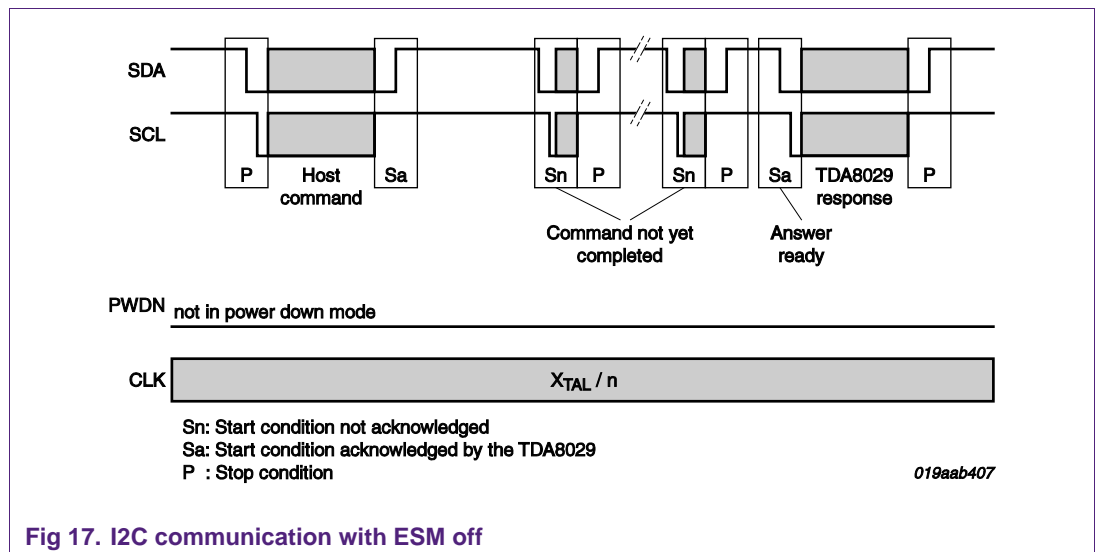 SDA
SCL
P
Host
command
Sa
Sn
P
Sn
P
Sa
TDA8029
response
P
Command not yet
completed
Answer
ready
PWDN
not in power down mode
CLK
XTAL / n
Sn: Start condition not acknowledged
Sa: Start condition acknowledged by the TDA8029
P : Stop condition
019aab407
Fig 17. I2C communication with ESM off